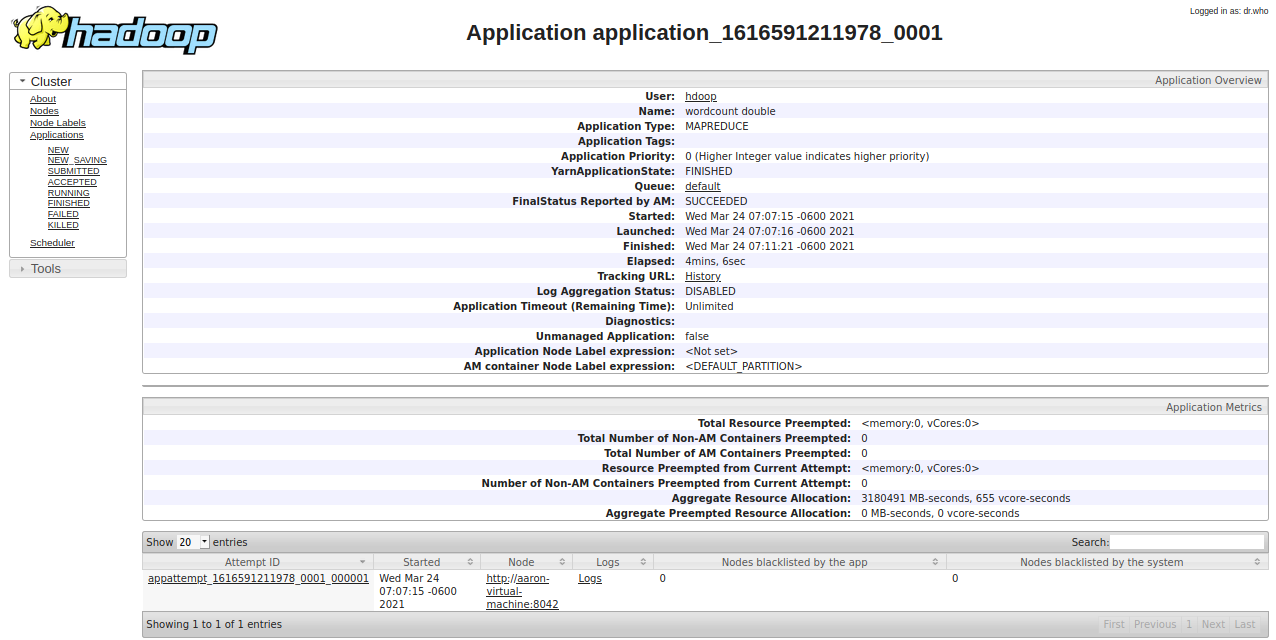 hadoop
Logged in as: dr.who
Application application_1616591211978_0001
Cluster
About
Nodes
Node Labels
Applications
NEW
NEW_SAVING
SUBMITTED
ACCEPTED
RUNNING
FINISHED
FAILED
KILLED
Scheduler
Tools
Application Overview
User: hdoop
Name: wordcount double
Application Type: MAPREDUCE
Application Tags:
Application Priority: 0 (Higher Integer value indicates higher priority)
YarnApplicationState: FINISHED
Queue: default
FinalStatus Reported by AM: SUCCEEDED
Started: Wed Mar 24 07:07:15 -0600 2021
Launched: Wed Mar 24 07:07:16 -0600 2021
Finished: Wed Mar 24 07:11:21 -0600 2021
Elapsed: 4mins, 6sec
Tracking URL: History
Log Aggregation Status: DISABLED
Application Timeout (Remaining Time): Unlimited
Diagnostics:
Unmanaged Application: false
Application Node Label expression: <Not set>
AM container Node Label expression: <DEFAULT_PARTITION>
Application Metrics
Total Resource Preempted: <memory:0, vCores:0>
Total Number of Non-AM Containers Preempted: 0
Total Number of AM Containers Preempted: 0
Resource Preempted from Current Attempt: <memory:0, vCores:0>
Number of Non-AM Containers Preempted from Current Attempt: 0
Aggregate Resource Allocation: 3180491 MB-seconds, 655 vcore-seconds
Aggregate Preempted Resource Allocation: 0 MB-seconds, 0 vcore-seconds
Show 20 entries Search:
Attempt ID Started Node Logs Nodes blacklisted by the app Nodes blacklisted by the system
appattempt_1616591211978_0001_000001 Wed Mar 24 http://aaron- Logs 0 0
07:07:15 -0600 virtual-
2021 machine:8042
Showing 1 to 1 of 1 entries First Previous 1 Next Last